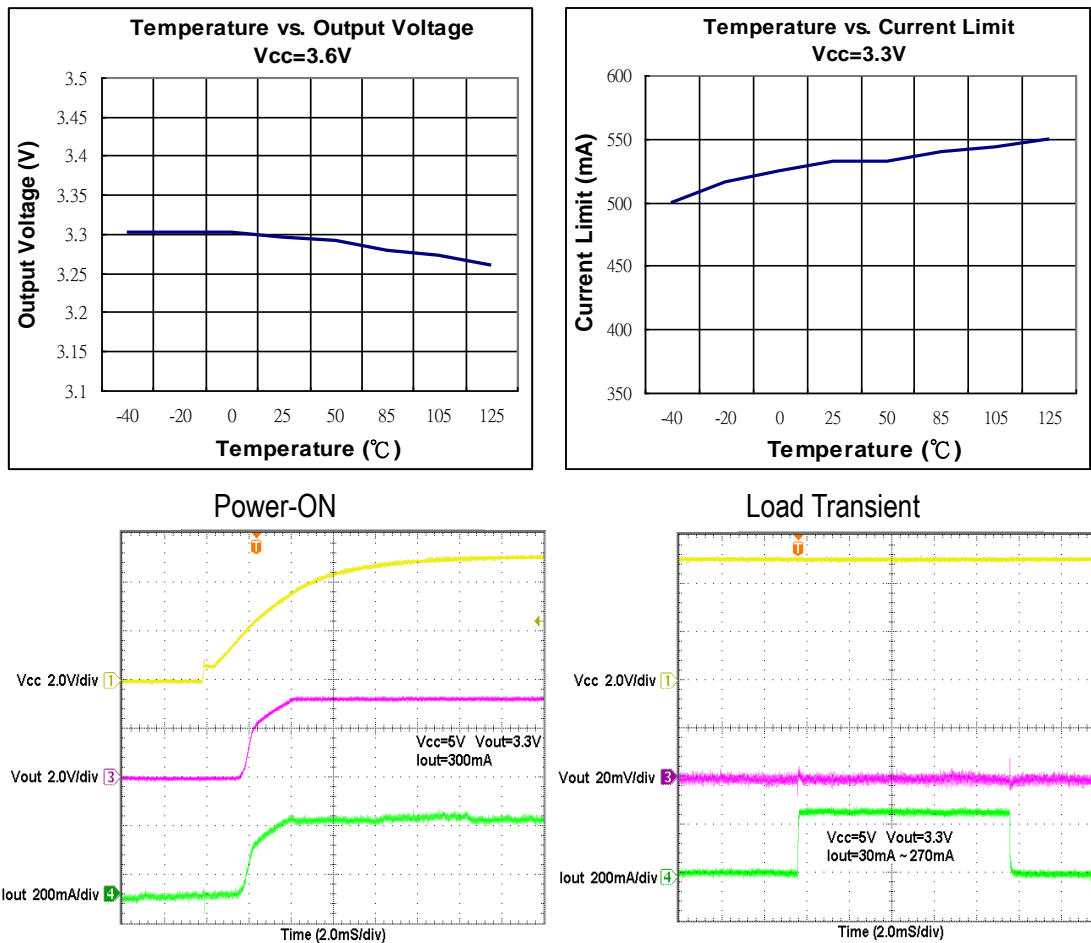 Temperature vs. Output Voltage
Vcc=3.6V
3.5
3.45
3.4
3.35
3.3
3.25
3.2
3.15
3.1
Output Voltage (V)
-40 -20 0 25 50 85 105 125
Temperature (℃)
Temperature vs. Current Limit
Vcc=3.3V
600
550
500
450
400
350
Current Limit (mA)
-40 -20 0 25 50 85 105 125
Temperature (℃)
Power-ON
T
Vcc 2.0V/div 1
Vout 2.0V/div 3
Iout 200mA/div 4
Vcc=5V Vout=3.3V
Iout=300mA
Time (2.0mS/div)
Load Transient
T
Vcc 2.0V/div 1
Vout 20mV/div 3
Iout 200mA/div 4
Vcc=5V Vout=3.3V
Iout=30mA ~ 270mA
Time (2.0mS/div)